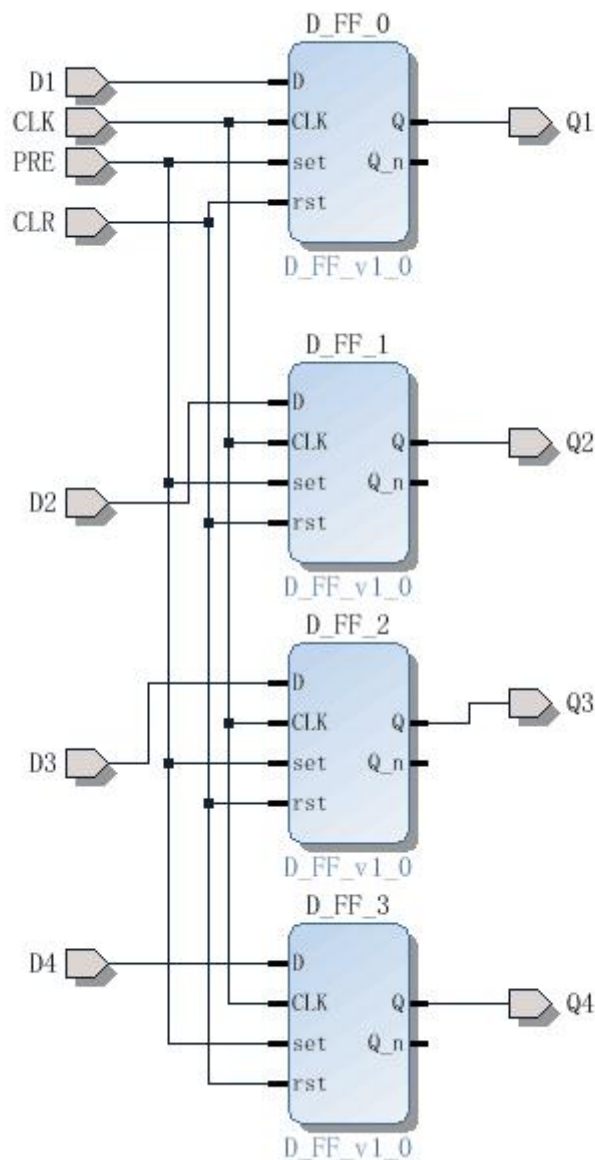 D_FF_0
D1
D
CLK
CLK
Q
Q1
PRE
set
Q_n
CLR
rst
D_FF_v1_0
D_FF_1
D
CLK
Q
Q2
D2
set
Q_n
rst
D_FF_v1_0
D_FF_2
D
CLK
Q
Q3
D3
set
Q_n
rst
D_FF_v1_0
D_FF_3
D4
D
CLK
Q
Q4
set
Q_n
rst
D_FF_v1_0